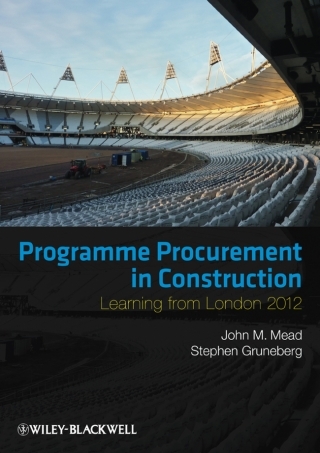 Programme Procurement
in Construction
Learning from London 2012
John M. Mead
Stephen Gruneberg
WILEY-BLACKWELL